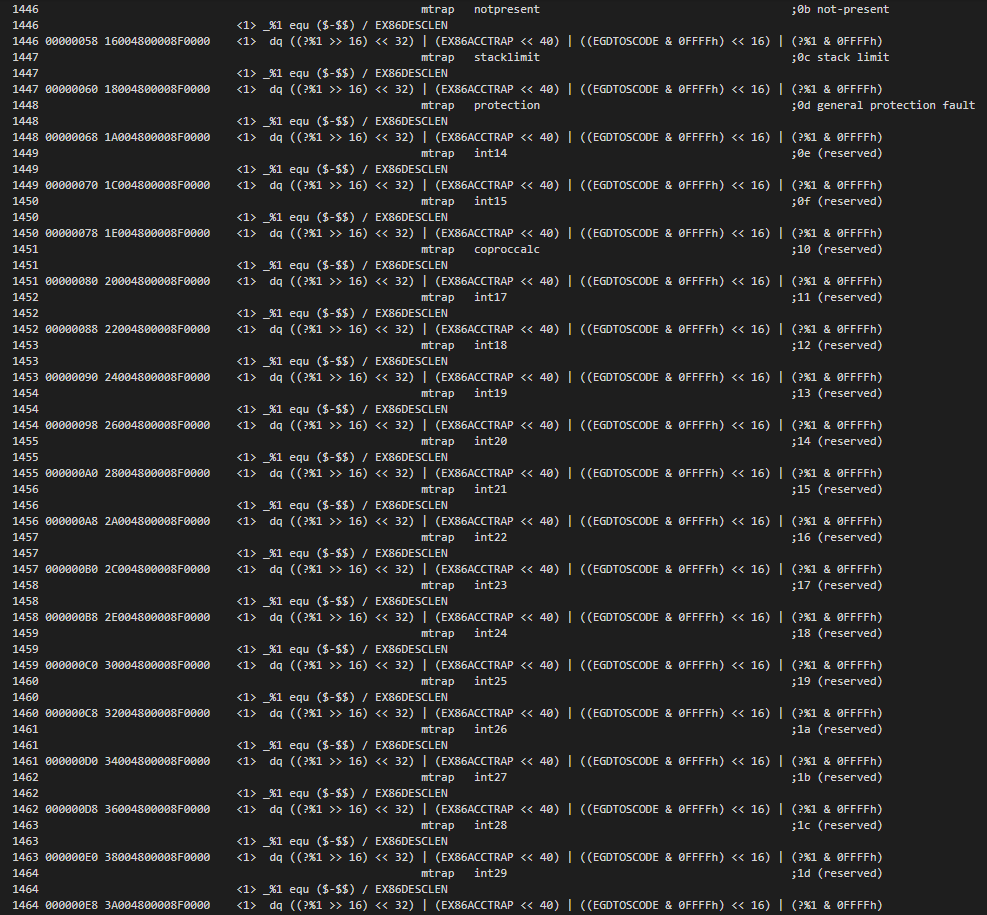 1446 mtrap notpresent ;0b not-present
1446 <1> _%1 equ ($-$$) / EX86DESCLEN
1446 00000058 16004800008F0000 <1> dq ((?%1 >> 16) << 32) | (EX86ACCTRAP << 40) | ((EGDTOSCODE & 0FFFFh) << 16) | (?%1 & 0FFFFh)
1447 mtrap stacklimit ;0c stack limit
1447 <1> _%1 equ ($-$$) / EX86DESCLEN
1447 00000060 18004800008F0000 <1> dq ((?%1 >> 16) << 32) | (EX86ACCTRAP << 40) | ((EGDTOSCODE & 0FFFFh) << 16) | (?%1 & 0FFFFh)
1448 mtrap protection ;0d general protection fault
1448 <1> _%1 equ ($-$$) / EX86DESCLEN
1448 00000068 1A004800008F0000 <1> dq ((?%1 >> 16) << 32) | (EX86ACCTRAP << 40) | ((EGDTOSCODE & 0FFFFh) << 16) | (?%1 & 0FFFFh)
1449 mtrap int14 ;0e (reserved)
1449 <1> _%1 equ ($-$$) / EX86DESCLEN
1449 00000070 1C004800008F0000 <1> dq ((?%1 >> 16) << 32) | (EX86ACCTRAP << 40) | ((EGDTOSCODE & 0FFFFh) << 16) | (?%1 & 0FFFFh)
1450 mtrap int15 ;0f (reserved)
1450 <1> _%1 equ ($-$$) / EX86DESCLEN
1450 00000078 1E004800008F0000 <1> dq ((?%1 >> 16) << 32) | (EX86ACCTRAP << 40) | ((EGDTOSCODE & 0FFFFh) << 16) | (?%1 & 0FFFFh)
1451 mtrap coproccalc ;10 (reserved)
1451 <1> _%1 equ ($-$$) / EX86DESCLEN
1451 00000080 20004800008F0000 <1> dq ((?%1 >> 16) << 32) | (EX86ACCTRAP << 40) | ((EGDTOSCODE & 0FFFFh) << 16) | (?%1 & 0FFFFh)
1452 mtrap int17 ;11 (reserved)
1452 <1> _%1 equ ($-$$) / EX86DESCLEN
1452 00000088 22004800008F0000 <1> dq ((?%1 >> 16) << 32) | (EX86ACCTRAP << 40) | ((EGDTOSCODE & 0FFFFh) << 16) | (?%1 & 0FFFFh)
1453 mtrap int18 ;12 (reserved)
1453 <1> _%1 equ ($-$$) / EX86DESCLEN
1453 00000090 24004800008F0000 <1> dq ((?%1 >> 16) << 32) | (EX86ACCTRAP << 40) | ((EGDTOSCODE & 0FFFFh) << 16) | (?%1 & 0FFFFh)
1454 mtrap int19 ;13 (reserved)
1454 <1> _%1 equ ($-$$) / EX86DESCLEN
1454 00000098 26004800008F0000 <1> dq ((?%1 >> 16) << 32) | (EX86ACCTRAP << 40) | ((EGDTOSCODE & 0FFFFh) << 16) | (?%1 & 0FFFFh)
1455 mtrap int20 ;14 (reserved)
1455 <1> _%1 equ ($-$$) / EX86DESCLEN
1455 000000A0 28004800008F0000 <1> dq ((?%1 >> 16) << 32) | (EX86ACCTRAP << 40) | ((EGDTOSCODE & 0FFFFh) << 16) | (?%1 & 0FFFFh)
1456 mtrap int21 ;15 (reserved)
1456 <1> _%1 equ ($-$$) / EX86DESCLEN
1456 000000A8 2A004800008F0000 <1> dq ((?%1 >> 16) << 32) | (EX86ACCTRAP << 40) | ((EGDTOSCODE & 0FFFFh) << 16) | (?%1 & 0FFFFh)
1457 mtrap int22 ;16 (reserved)
1457 <1> _%1 equ ($-$$) / EX86DESCLEN
1457 000000B0 2C004800008F0000 <1> dq ((?%1 >> 16) << 32) | (EX86ACCTRAP << 40) | ((EGDTOSCODE & 0FFFFh) << 16) | (?%1 & 0FFFFh)
1458 mtrap int23 ;17 (reserved)
1458 <1> _%1 equ ($-$$) / EX86DESCLEN
1458 000000B8 2E004800008F0000 <1> dq ((?%1 >> 16) << 32) | (EX86ACCTRAP << 40) | ((EGDTOSCODE & 0FFFFh) << 16) | (?%1 & 0FFFFh)
1459 mtrap int24 ;18 (reserved)
1459 <1> _%1 equ ($-$$) / EX86DESCLEN
1459 000000C0 30004800008F0000 <1> dq ((?%1 >> 16) << 32) | (EX86ACCTRAP << 40) | ((EGDTOSCODE & 0FFFFh) << 16) | (?%1 & 0FFFFh)
1460 mtrap int25 ;19 (reserved)
1460 <1> _%1 equ ($-$$) / EX86DESCLEN
1460 000000C8 32004800008F0000 <1> dq ((?%1 >> 16) << 32) | (EX86ACCTRAP << 40) | ((EGDTOSCODE & 0FFFFh) << 16) | (?%1 & 0FFFFh)
1461 mtrap int26 ;1a (reserved)
1461 <1> _%1 equ ($-$$) / EX86DESCLEN
1461 000000D0 34004800008F0000 <1> dq ((?%1 >> 16) << 32) | (EX86ACCTRAP << 40) | ((EGDTOSCODE & 0FFFFh) << 16) | (?%1 & 0FFFFh)
1462 mtrap int27 ;1b (reserved)
1462 <1> _%1 equ ($-$$) / EX86DESCLEN
1462 000000D8 36004800008F0000 <1> dq ((?%1 >> 16) << 32) | (EX86ACCTRAP << 40) | ((EGDTOSCODE & 0FFFFh) << 16) | (?%1 & 0FFFFh)
1463 mtrap int28 ;1c (reserved)
1463 <1> _%1 equ ($-$$) / EX86DESCLEN
1463 000000E0 38004800008F0000 <1> dq ((?%1 >> 16) << 32) | (EX86ACCTRAP << 40) | ((EGDTOSCODE & 0FFFFh) << 16) | (?%1 & 0FFFFh)
1464 mtrap int29 ;1d (reserved)
1464 <1> _%1 equ ($-$$) / EX86DESCLEN
1464 000000E8 3A004800008F0000 <1> dq ((?%1 >> 16) << 32) | (EX86ACCTRAP << 40) | ((EGDTOSCODE & 0FFFFh) << 16) | (?%1 & 0FFFFh)